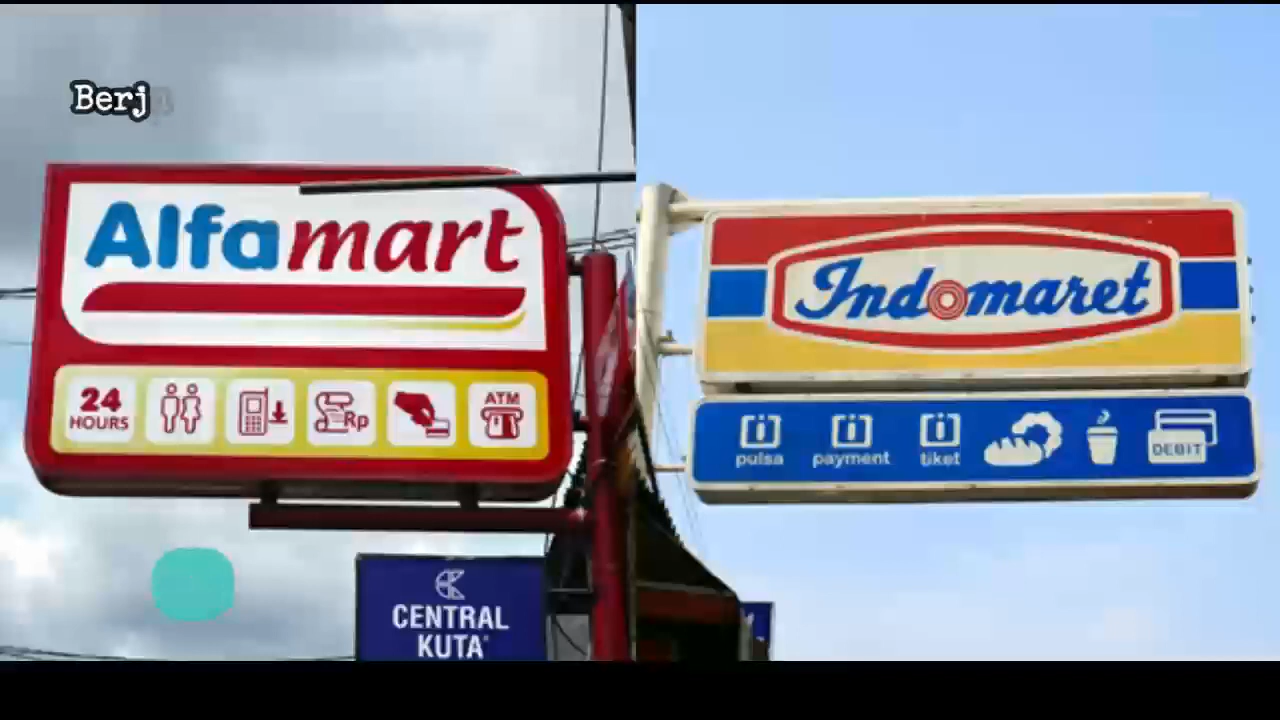 Berj
Alfamart
24
HOURS
Rp
ATM
CENTRAL
KUTA
Indomaret
pulsa
payment
tiket
DEBIT